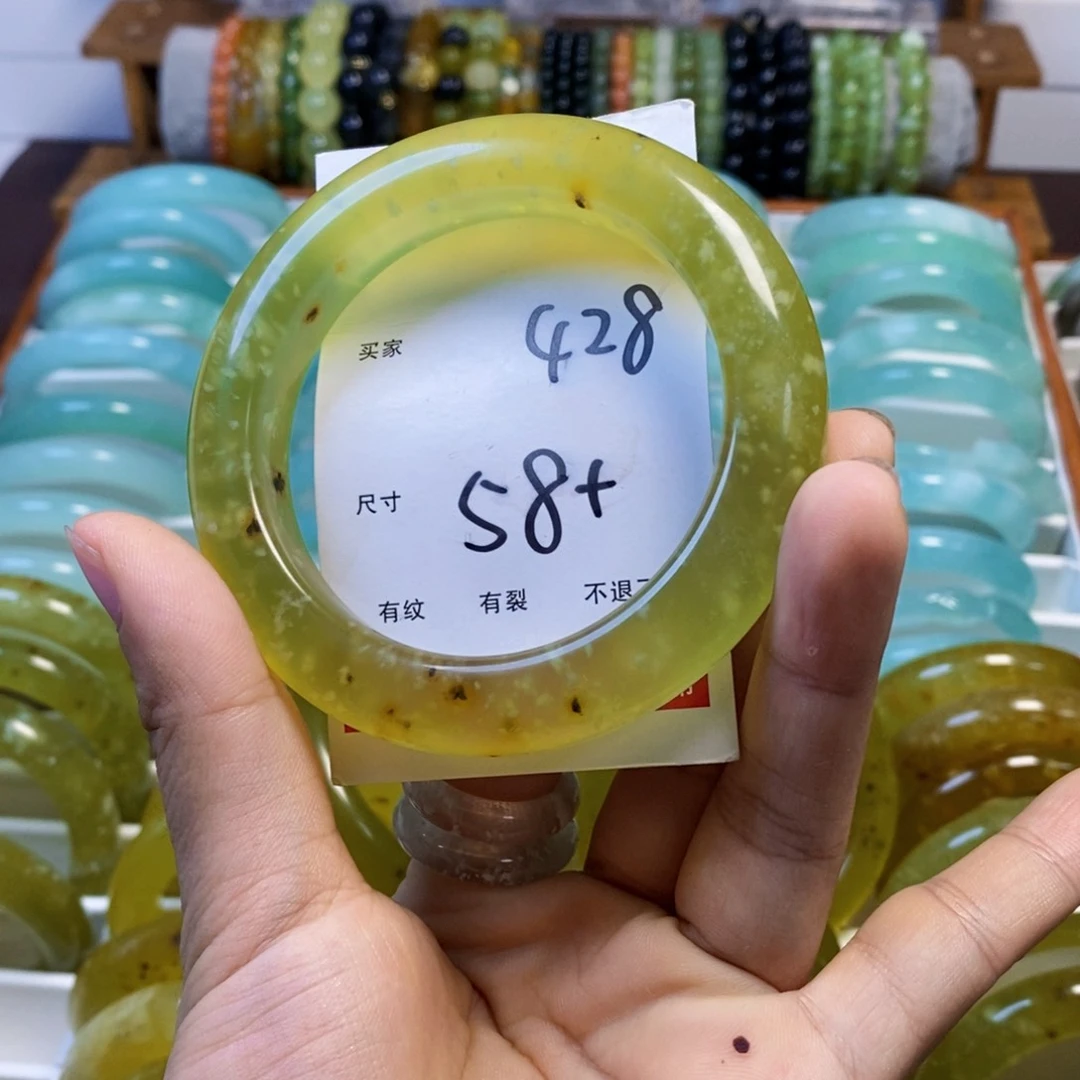 买家 428
尺寸 58+
有纹 有裂 不退